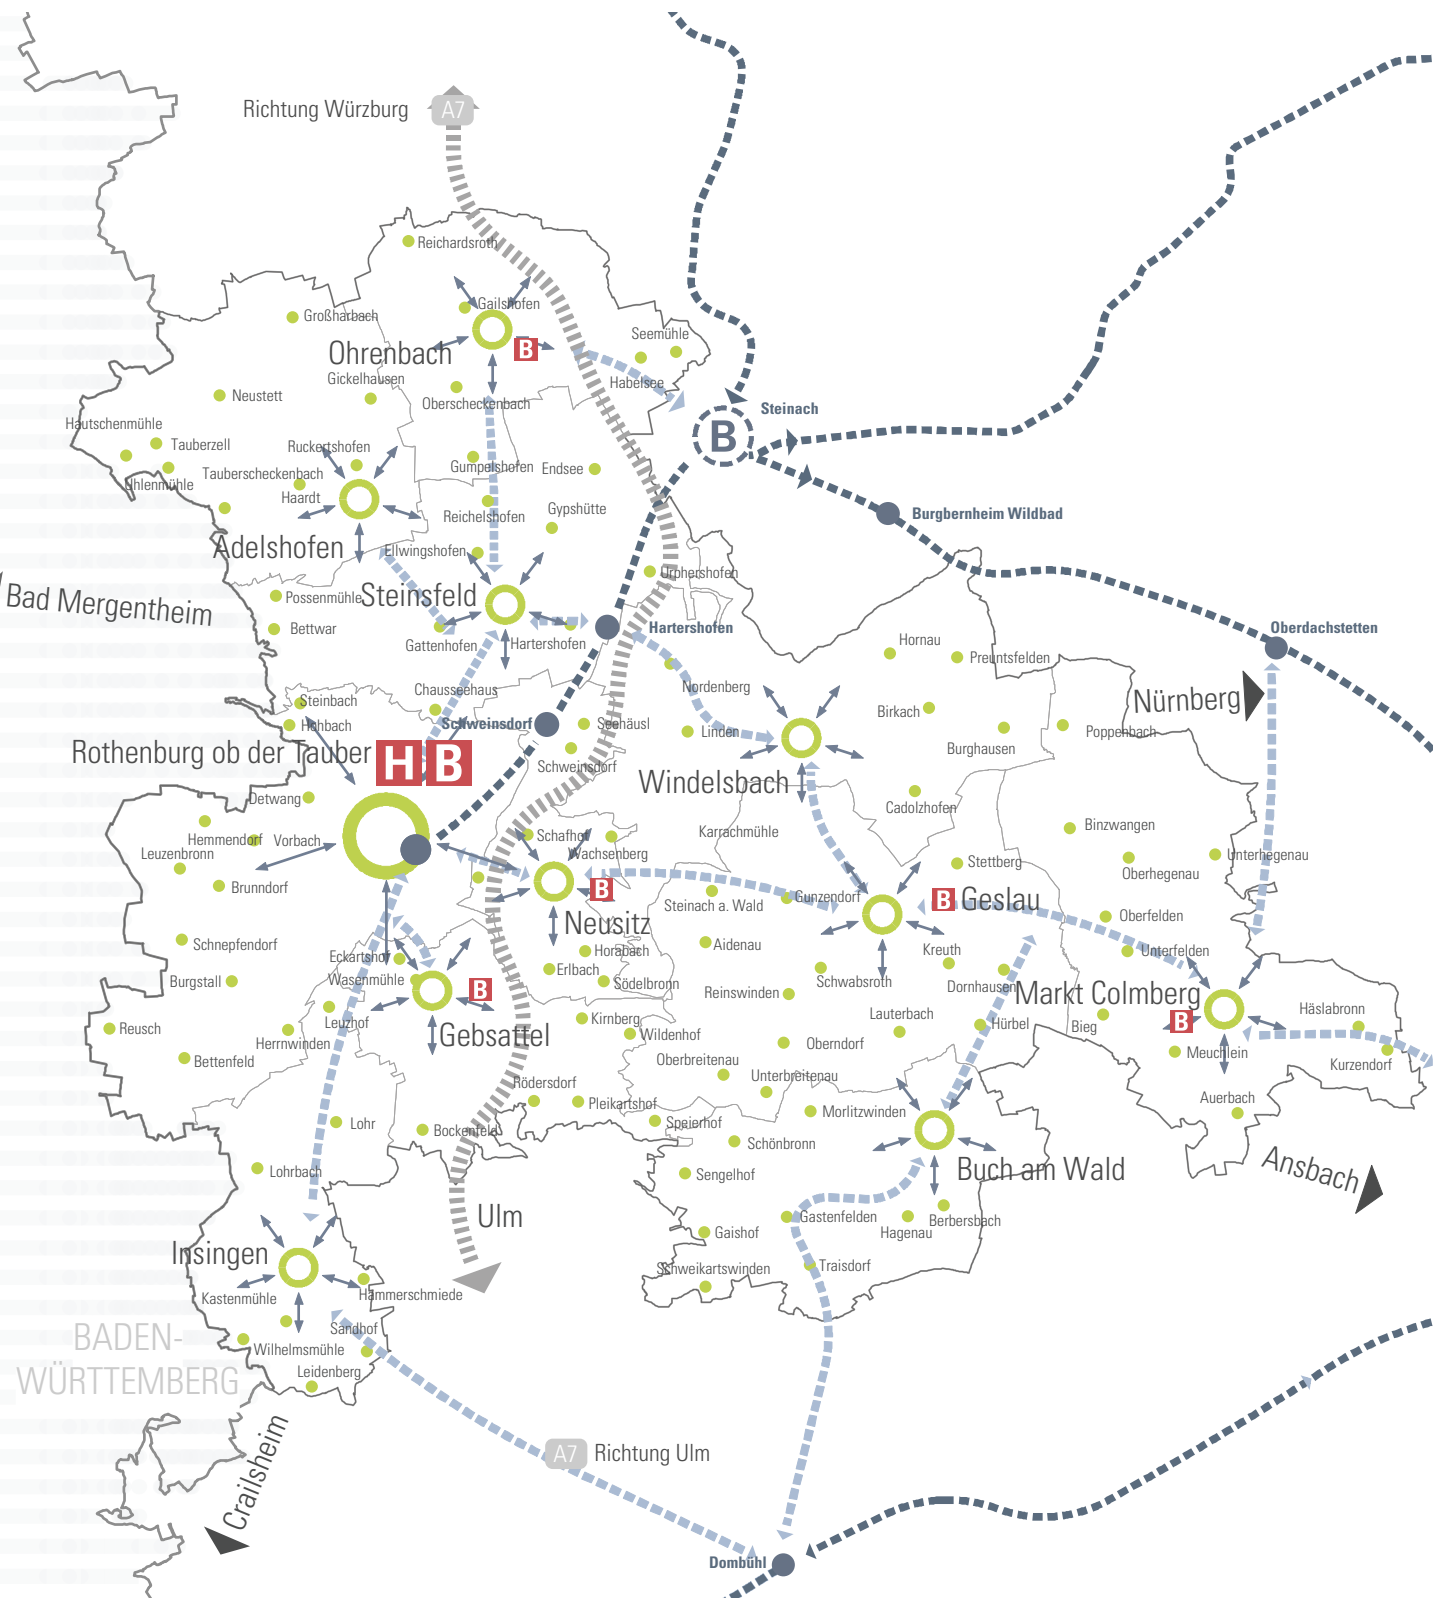 Richtung Würzburg
A7
Reichardsroth
Gailshofen
Großharbach
Seemühle
Ohrenbach
B
Gickelhausen
Habelsee
Neustett
Oberscheckenbach
Steinach
Hautschenmühle
B
Tauberzell
Ruckertshofen
Gumpelshofen
Endsee
Tauberscheckenbach
Uhlenmühle
Haardt
Reichelshofen
Gypshütte
Burgbernheim Wildbad
Adelshofen
Ellwingshofen
Urphershofen
Bad Mergentheim
Possenmühle
Steinsfeld
Bettwar
Hartershofen
Oberdachstetten
Gattenhofen
Hartershofen
Hornau
Preuntsfelden
Nordenberg
Chausseehaus
Steinbach
Nürnberg
Hohbach
Schweinsdorf
Seehäusl
Linden
Birkach
Poppenbach
Burghausen
Rothenburg ob der Tauber
H B
Schweinsdorf
Windelsbach
Detwang
Cadolzhofen
Hemmendorf
Vorbach
Schafhof
Karrachmühle
Binzwangen
Leuzenbronn
Wachsenberg
Stettberg
Unterhegenau
Oberhegenau
Brunndorf
B
Steinach a. Wald
Gunzendorf
B
Geslau
Oberfelden
Neusitz
Schnepfendorf
Aidenau
Kreuth
Unterfelden
Eckartshof
Horabach
Erlbach
Burgstall
Wasenmühle
B
Södelbronn
Reinswinden
Schwabsroth
Dornhausen
Markt Colmberg
Häslabronn
Leuzhof
Kirnberg
Lauterbach
Hürbel
Bieg
B
Reusch
Gebsattel
Wildenhof
Herrnwinden
Oberndorf
Meuchlein
Bettenfeld
Oberbreitenau
Kurzendorf
Rödersdorf
Unterbreitenau
Auerbach
Pleikartshof
Morlitzwinden
Lohr
Bockenfeld
Speierhof
Schönbronn
Lohrbach
Sengelhof
Buch am Wald
Ansbach
Ulm
Gastenfelden
Berbersbach
Gaishof
Hagenau
Insingen
Schweikartswinden
Traisdorf
Kastenmühle
Hammerschmiede
Sandhof
BADEN-
WÜRTTEMBERG
Wilhelmsmühle
Leidenberg
Crailsheim
A7
Richtung Ulm
Dombühl